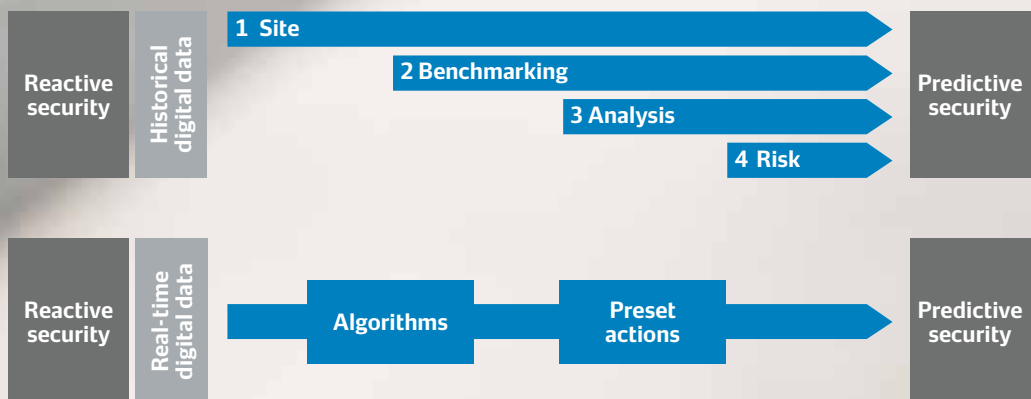 Reactive
security
Historical
digital data
1 Site
2 Benchmarking
3 Analysis
4 Risk
Predictive
security
Reactive
security
Real-time
digital data
Algorithms
Preset
actions
Predictive
security